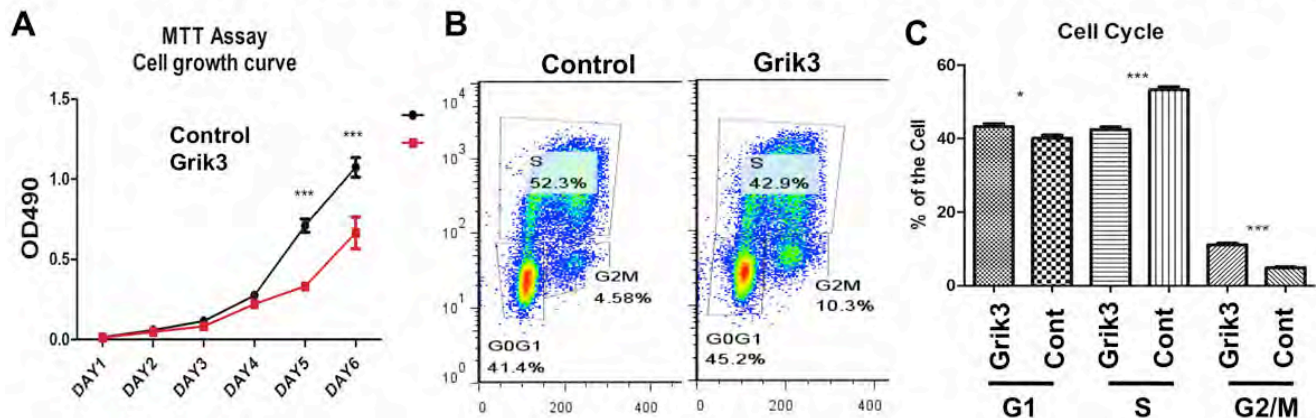 A
MTT Assay
Cell growth curve
1.5
1.0
0.5
0.0
OD490
Control
Grik3
***
***
DAY1
DAY2
DAY3
DAY4
DAY5
DAY6
B
Control
Grik3
10^4
10^3
10^2
10^1
10^0
S
52.3%
G2M
4.58%
G0G1
41.4%
0
200
400
S
42.9%
G2M
10.3%
G0G1
45.2%
0
200
400
C
Cell Cycle
% of the Cell
60
40
20
0
*
***
***
Grik3
Cont
Grik3
Cont
Grik3
Cont
G1
S
G2/M